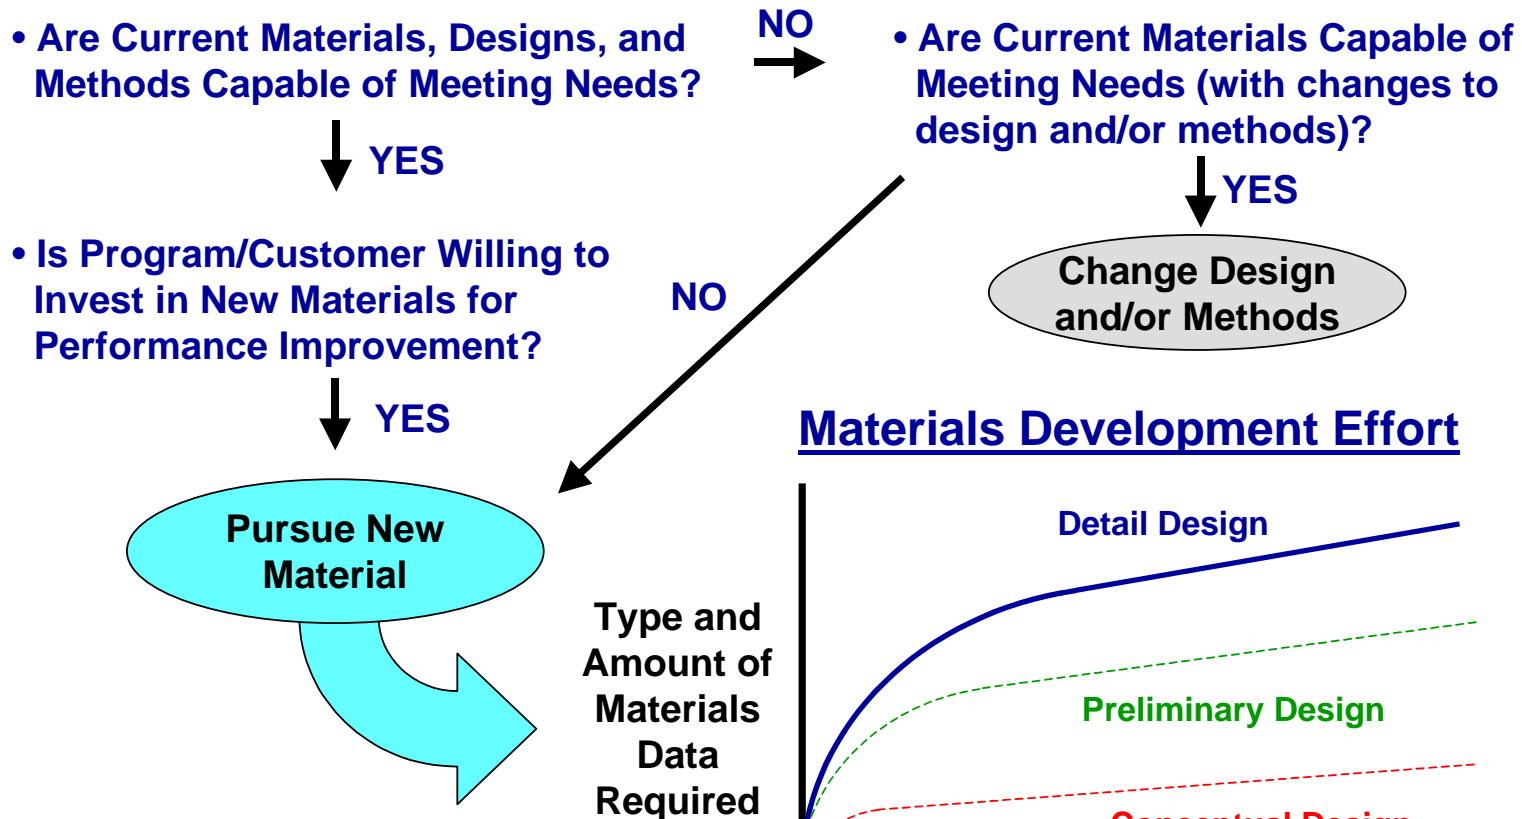 • Are Current Materials, Designs, and
Methods Capable of Meeting Needs?
NO
• Are Current Materials Capable of
Meeting Needs (with changes to
design and/or methods)?
YES
YES
• Is Program/Customer Willing to
Invest in New Materials for
Performance Improvement?
NO
Change Design
and/or Methods
YES
Materials Development Effort
Pursue New
Material
Detail Design
Type and
Amount of
Materials
Data
Required
Preliminary Design
Conceptual Design